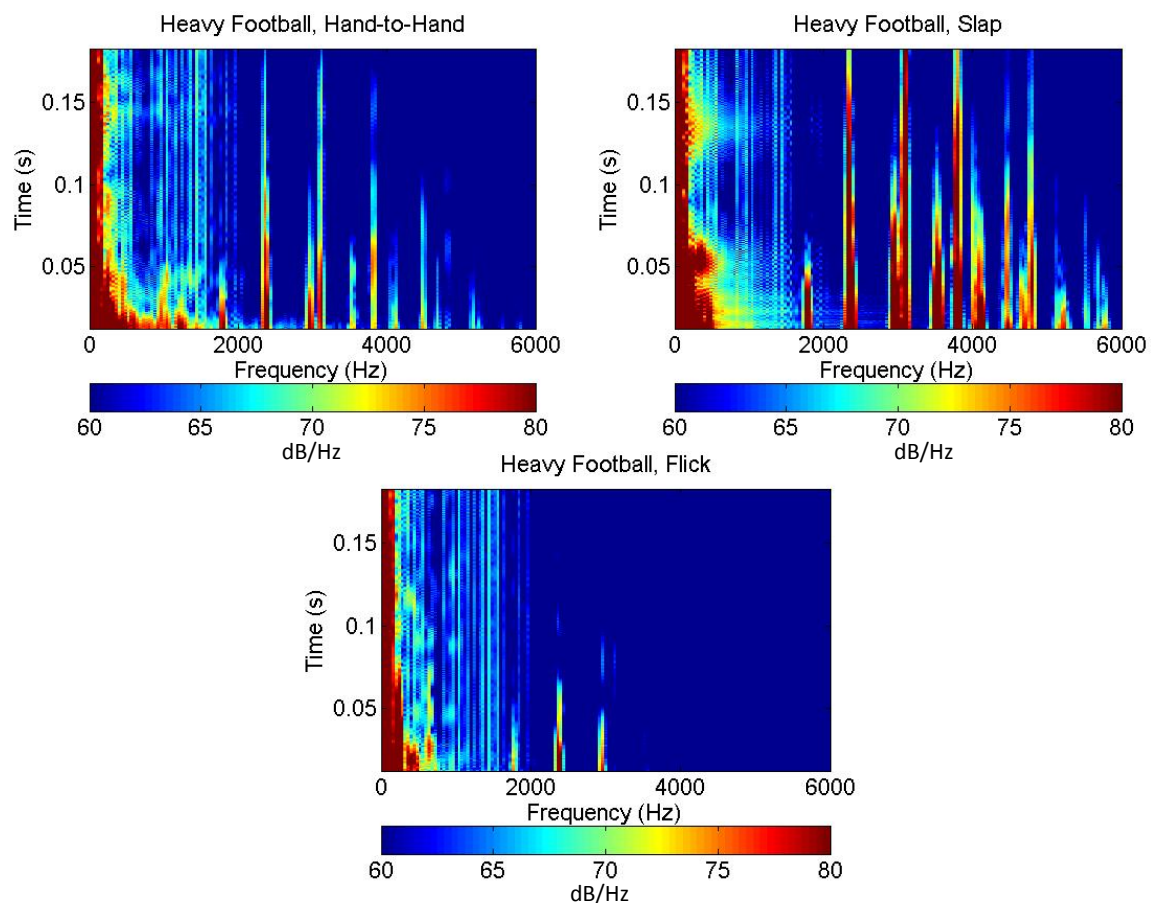 Heavy Football, Hand-to-Hand
0.15
0.1
0.05
Time (s)
0 2000 4000 6000
Frequency (Hz)
60 65 70 75 80
dB/Hz
Heavy Football, Slap
0.15
0.1
0.05
Time (s)
0 2000 4000 6000
Frequency (Hz)
60 65 70 75 80
dB/Hz
Heavy Football, Flick
0.15
0.1
0.05
Time (s)
0 2000 4000 6000
Frequency (Hz)
60 65 70 75 80
dB/Hz